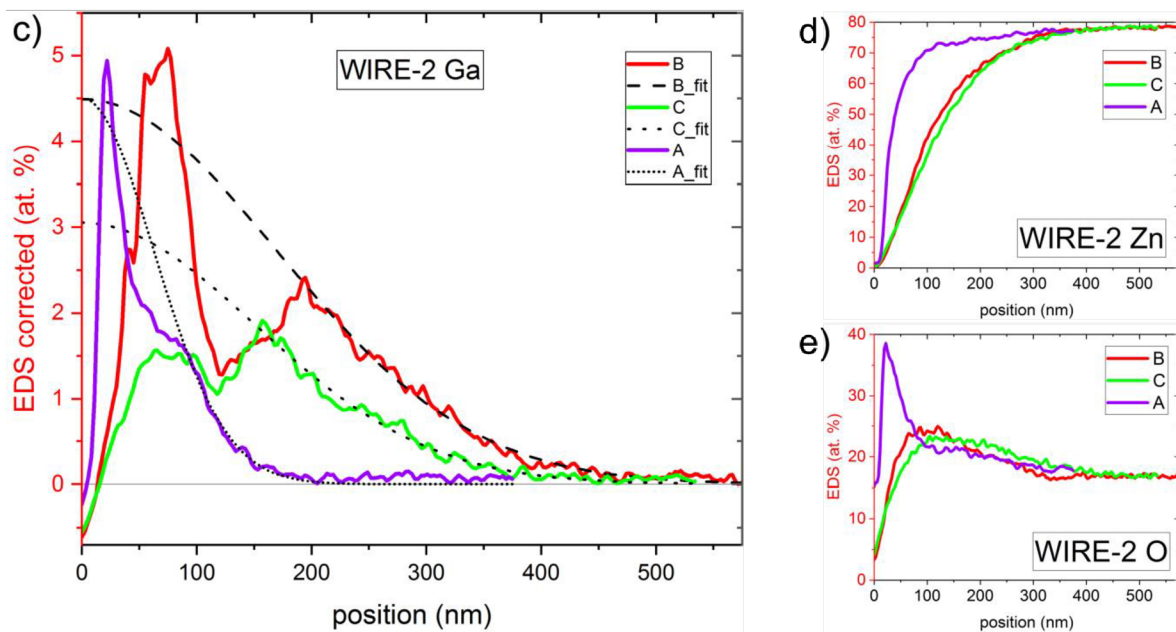 c)
WIRE-2 Ga
B
B_fit
C
C_fit
A
A_fit
EDS corrected (at. %)
5
4
3
2
1
0
0 100 200 300 400 500
position (nm)
d)
80
70
60
50
40
30
20
10
0
EDS (at. %)
B
C
A
WIRE-2 Zn
0 100 200 300 400 500
position (nm)
e)
40
30
20
10
0
EDS (at. %)
B
C
A
WIRE-2 O
0 100 200 300 400 500
position (nm)